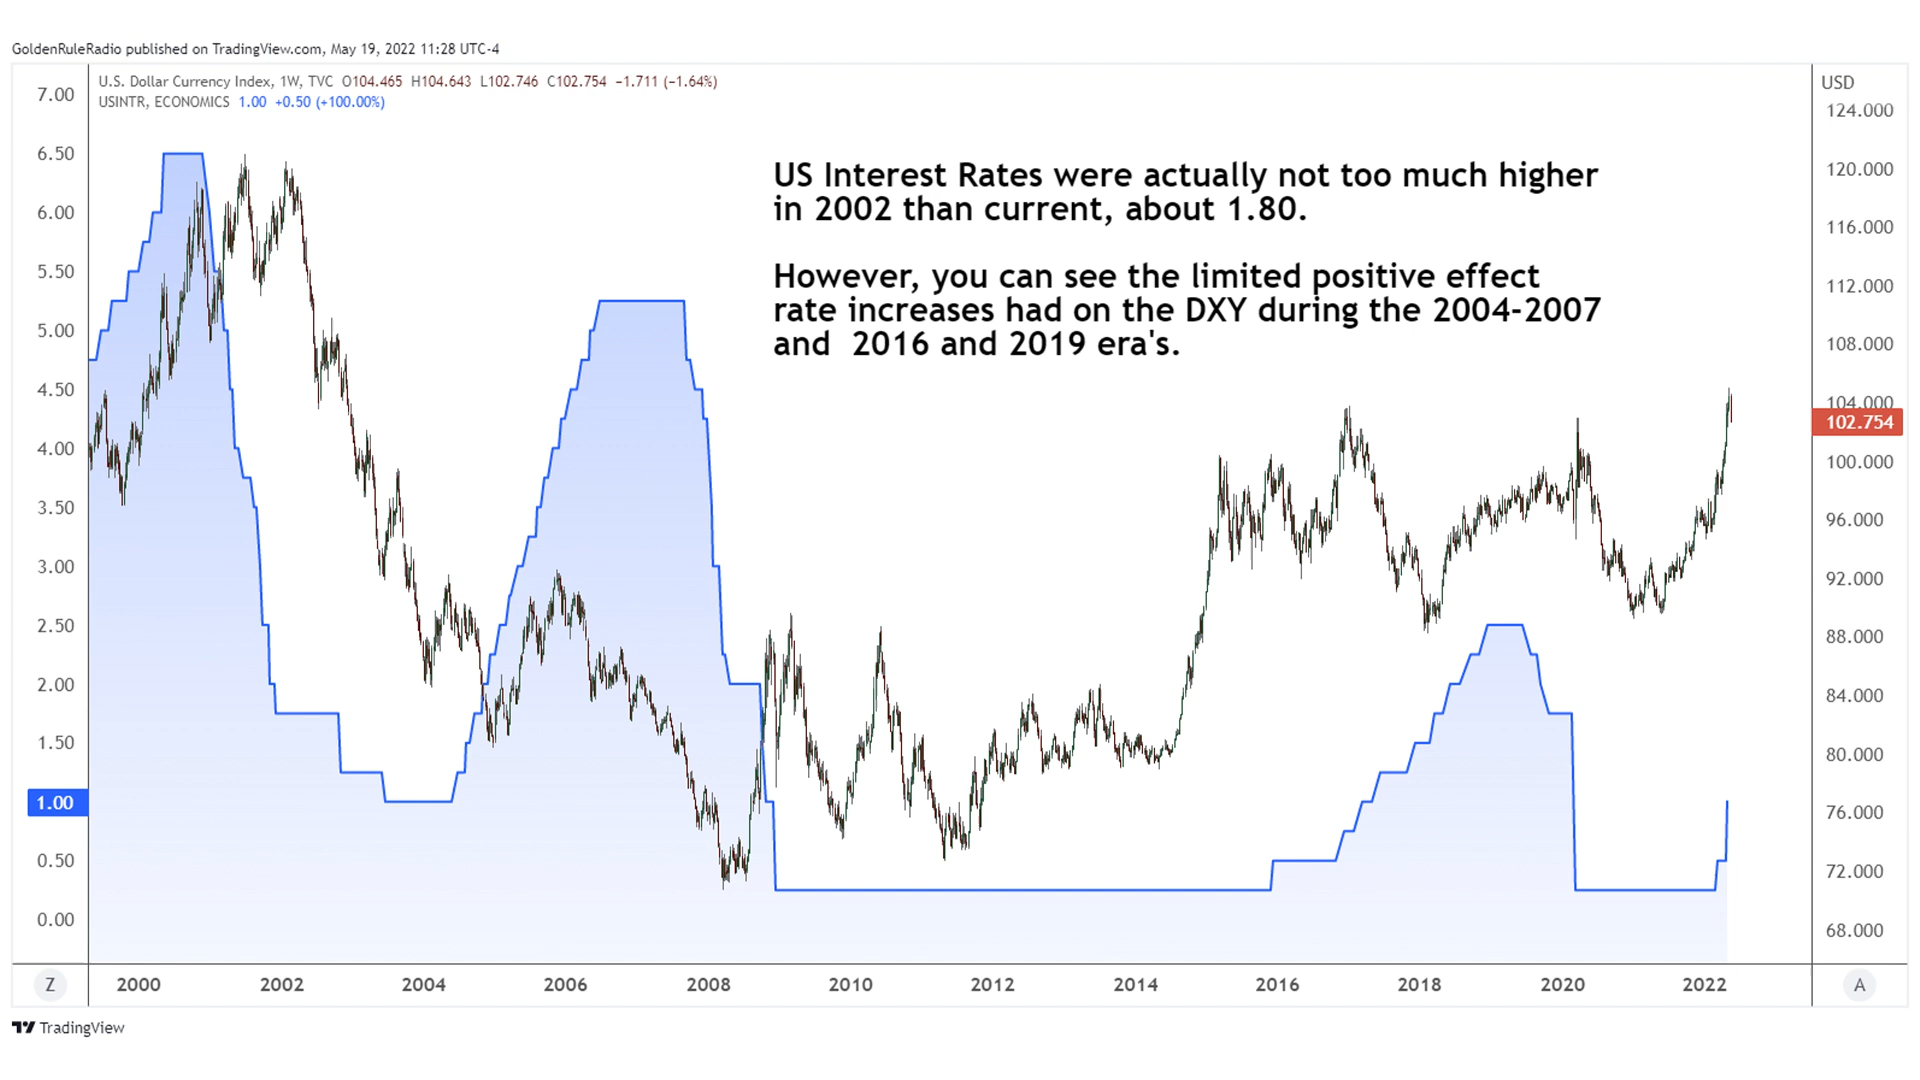 GoldenRuleRadio published on TradingView.com, May 19, 2022 11:28 UTC-4
U.S. Dollar Currency Index, 1W, TVC O104.465 H104.643 L102.746 C102.754 −1.711 (−1.64%)
USINTR, ECONOMICS 1.00 +0.50 (+100.00%)
US Interest Rates were actually not too much higher
in 2002 than current, about 1.80.
However, you can see the limited positive effect
rate increases had on the DXY during the 2004-2007
and  2016 and 2019 era's.
7.00
6.50
6.00
5.50
5.00
4.50
4.00
3.50
3.00
2.50
2.00
1.50
1.00
0.50
0.00
USD
124.000
120.000
116.000
112.000
108.000
104.000
102.754
100.000
96.000
92.000
88.000
84.000
80.000
76.000
72.000
68.000
Z 2000 2002 2004 2006 2008 2010 2012 2014 2016 2018 2020 2022 A
TradingView